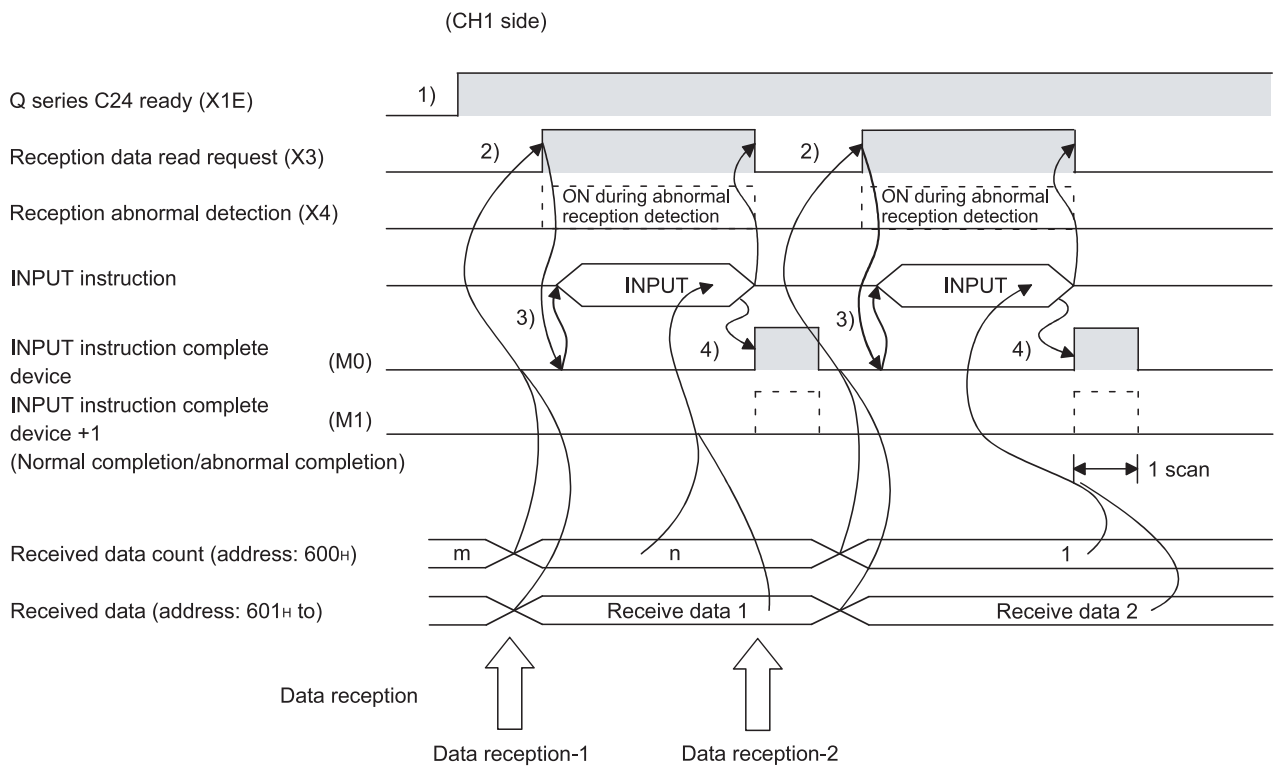 (CH1 side)
Q series C24 ready (X1E)
1)
Reception data read request (X3)
2)
2)
Reception abnormal detection (X4)
ON during abnormal
reception detection
ON during abnormal
reception detection
INPUT instruction
INPUT
INPUT
3)
3)
INPUT instruction complete
device
(M0)
4)
4)
INPUT instruction complete
device +1
(M1)
(Normal completion/abnormal completion)
1 scan
Received data count (address: 600H)
m
n
1
Received data (address: 601H to)
Receive data 1
Receive data 2
Data reception
Data reception-1
Data reception-2